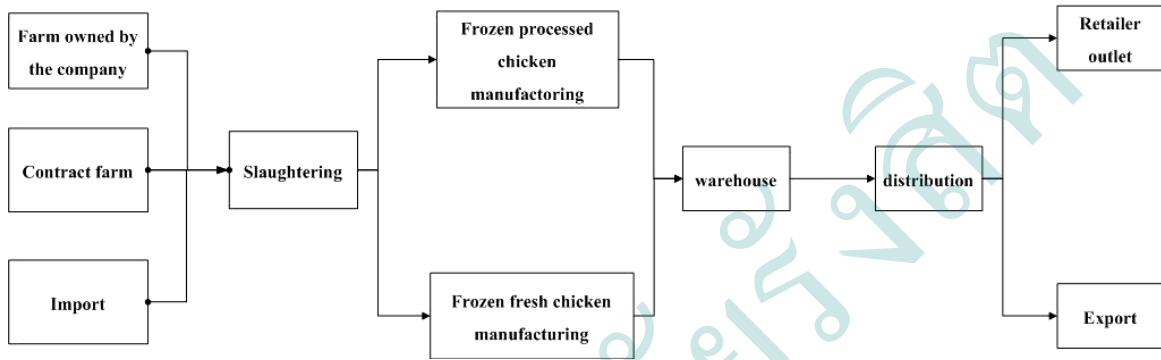 Farm owned by
the company
Contract farm
Import
Slaughtering
Frozen processed
chicken
manufactoring
Frozen fresh chicken
manufacturing
warehouse
distribution
Retailer
outlet
Export